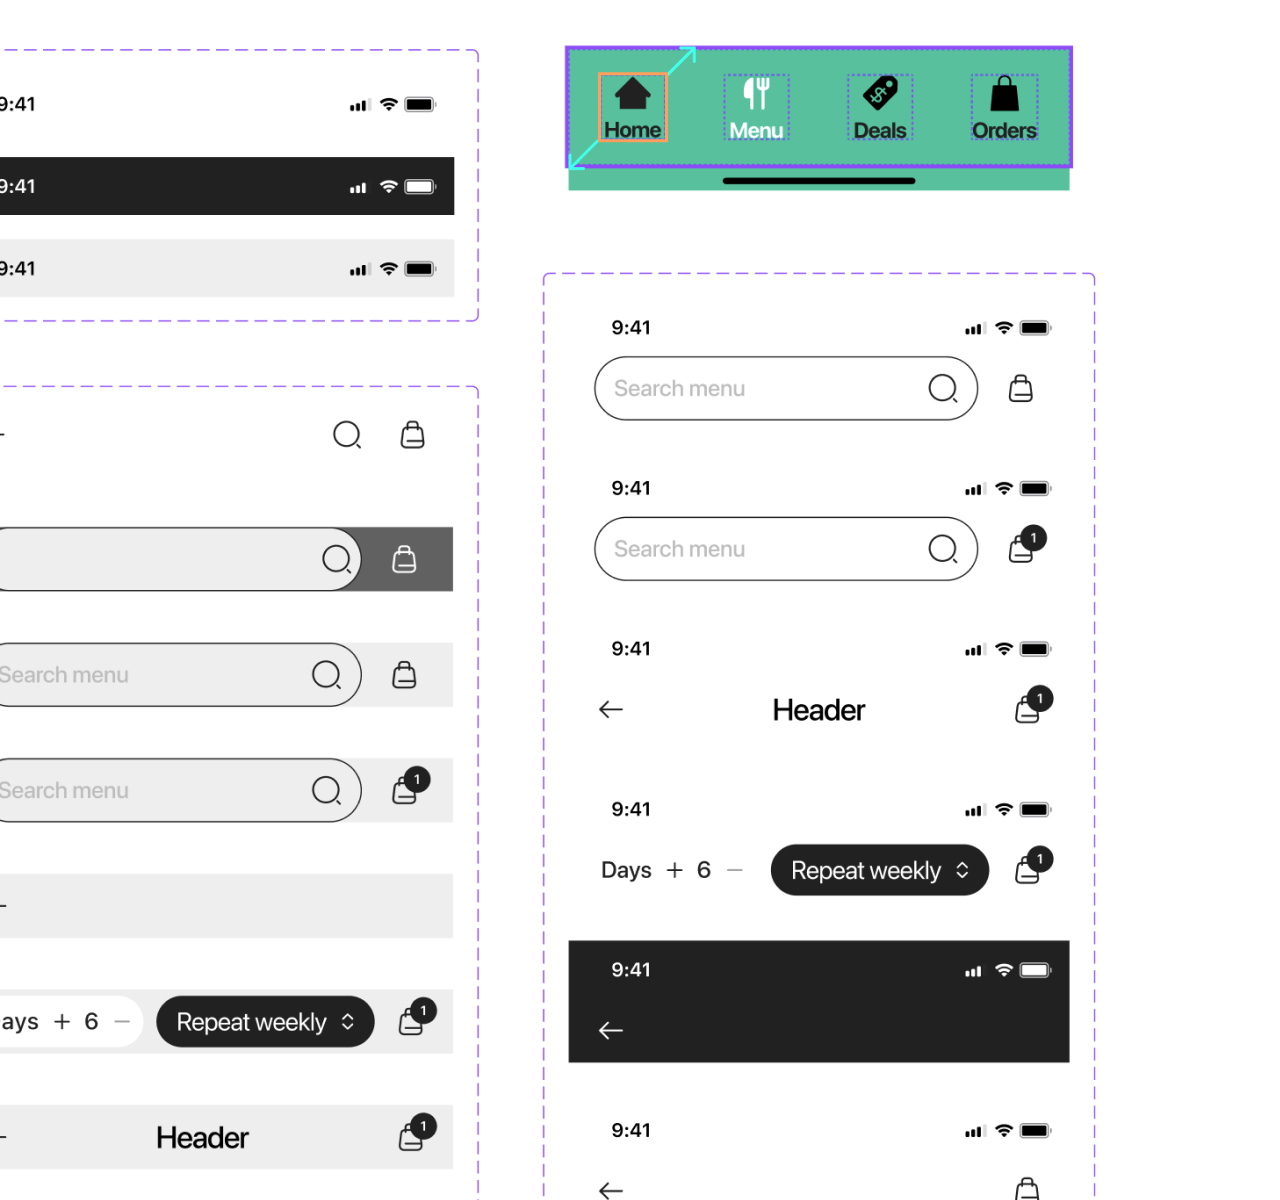 9:41
9:41
9:41
Search menu
1
Search menu
1
ays + 6 −
Repeat weekly
1
Header
1
Home
Menu
$
Deals
Orders
9:41
Search menu
9:41
Search menu
1
9:41
Header
1
9:41
Days + 6 −
Repeat weekly
1
9:41
9:41